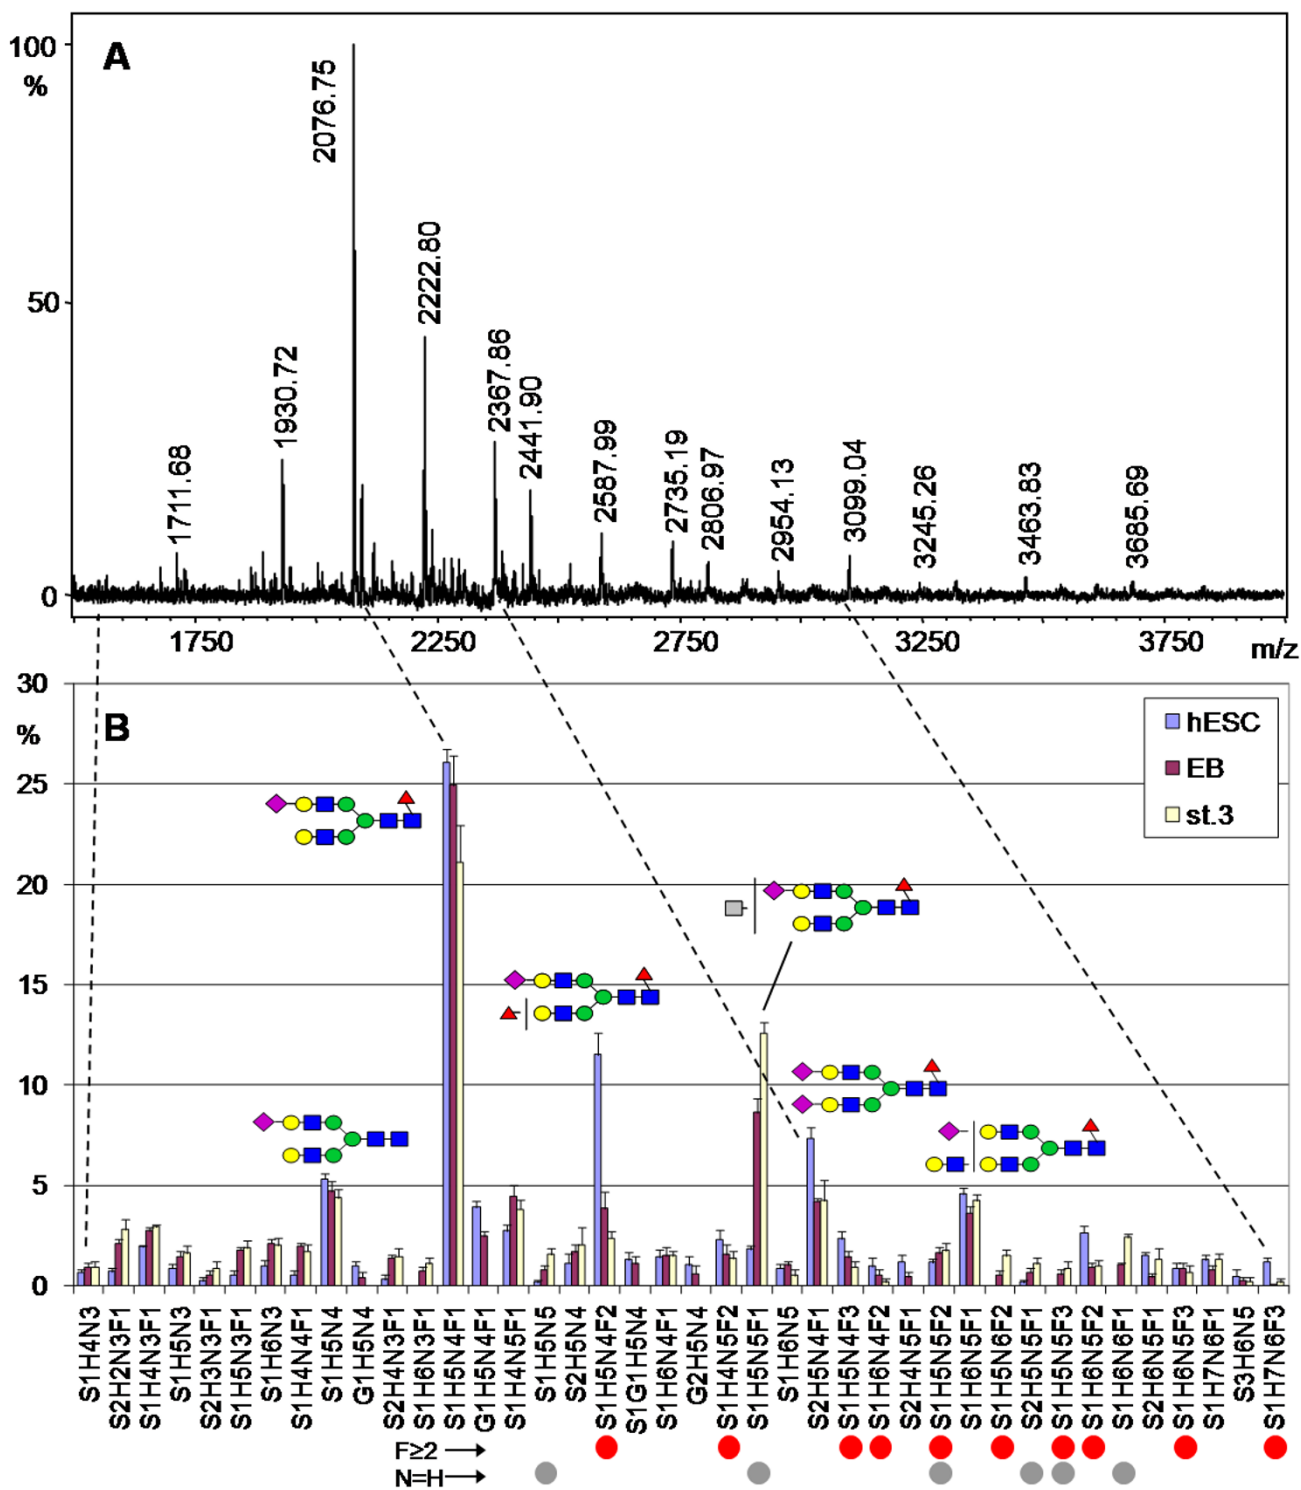 A
100
%
50
0
2076.75
2222.80
1930.72
2367.86
2441.90
1711.68
2587.99
2735.19
2806.97
2954.13
3099.04
3245.26
3463.83
3685.69
1750
2250
2750
3250
3750
m/z
B
30
%
25
20
15
10
5
0
hESC
EB
st.3
S1H4N3
S2H2N3F1
S1H4N3F1
S1H5N3
S2H3N3F1
S1H5N3F1
S1H6N3
S1H4N4F1
S1H5N4
G1H5N4
S2H4N3F1
S1H6N3F1
S1H5N4F1
G1H5N4F1
S1H4N5F1
S1H5N5
S2H5N4
S1H5N4F2
S1G1H5N4
S1H6N4F1
G2H5N4
S1H4N5F2
S1H5N5F1
S1H6N5
S2H5N4F1
S1H5N4F3
S1H6N4F2
S2H4N5F1
S1H5N5F2
S1H6N5F1
S1H5N6F2
S2H5N5F1
S1H5N5F3
S1H6N5F2
S1H6N6F1
S2H6N5F1
S1H6N5F3
S1H7N6F1
S3H6N5
S1H7N6F3
F≥2 →
N=H →